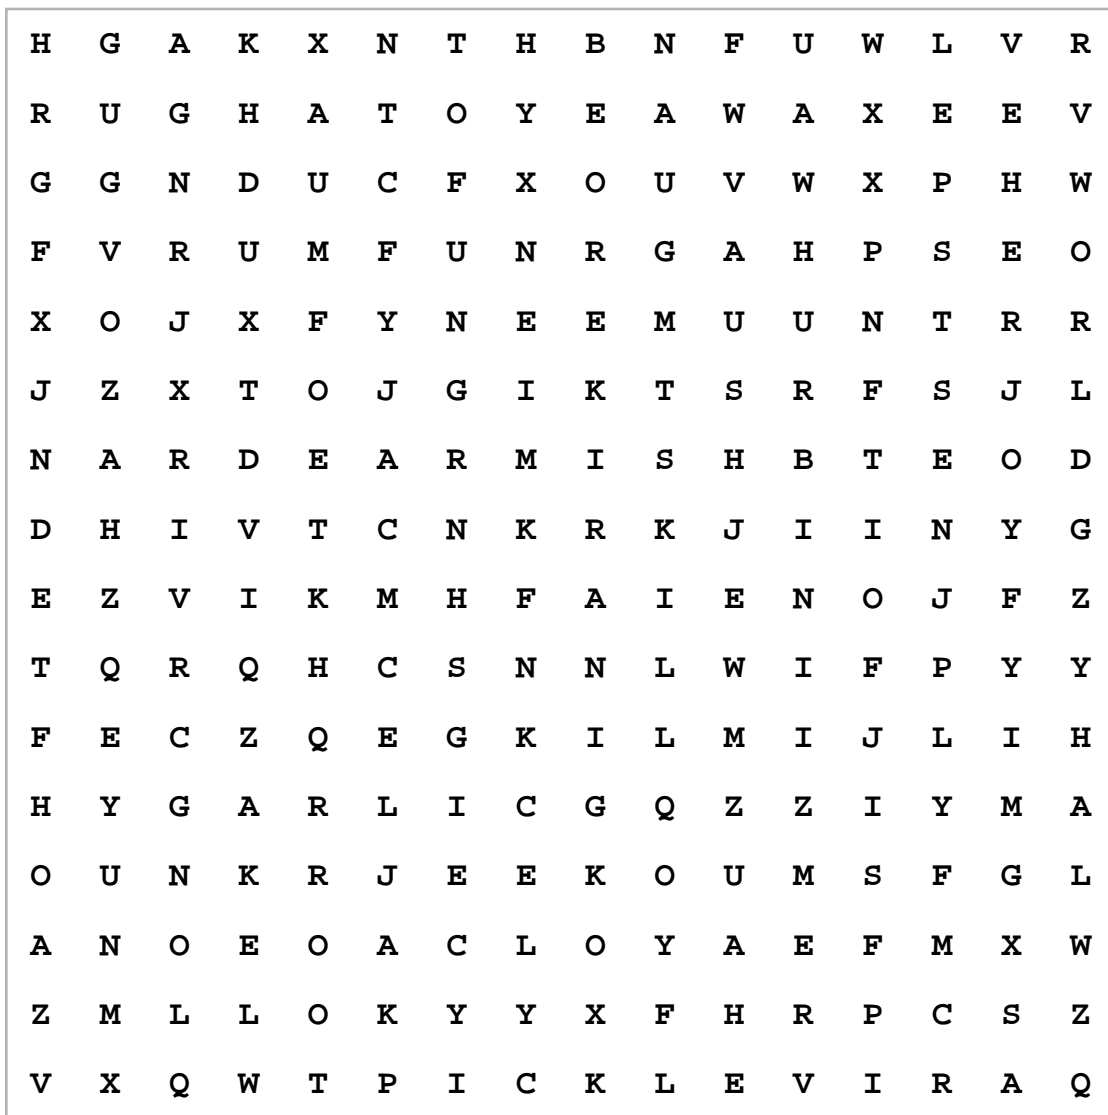 H G A K X N T H B N F U W L V R
R U G H A T O Y E A W A X E E V
G G N D U C F X O U V W X P H W
F V R U M F U N R G A H P S E O
X O J X F Y N E E M U U N T R R
J Z X T O J G I K T S R F S J L
N A R D E A R M I S H B T E O D
D H I V T C N K R K J I I N Y G
E Z V I K M H F A I E N O J F Z
T Q R Q H C S N N L W I F P Y Y
F E C Z Q E G K I L M I J L I H
H Y G A R L I C G Q Z Z I Y M A
O U N K R J E E K O U M S F G L
A N O E O A C L O Y A E F M X W
Z M L L O K Y Y X F H R P C S Z
V X Q W T P I C K L E V I R A Q